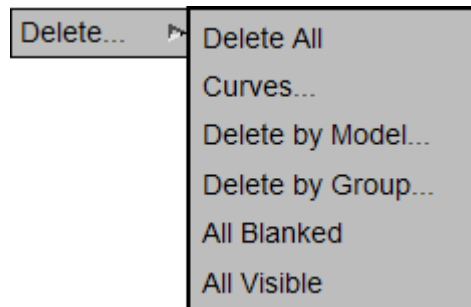 Delete...
Delete All
Curves...
Delete by Model...
Delete by Group...
All Blanked
All Visible